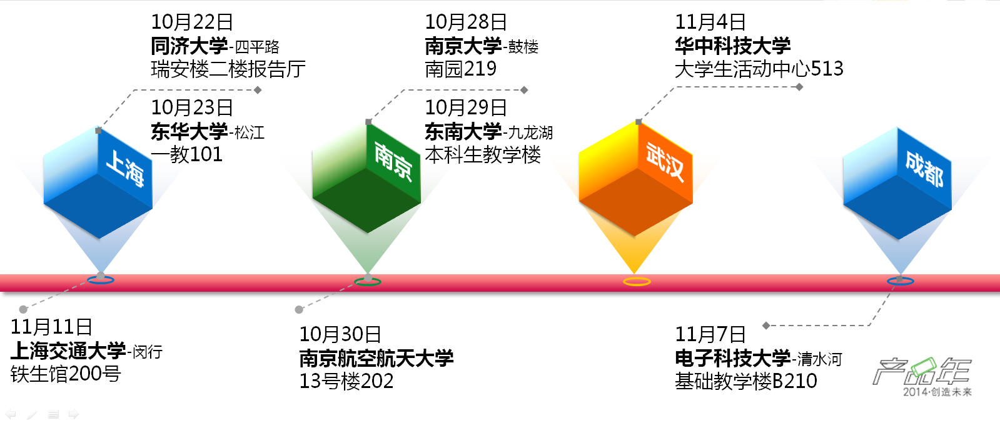 10月22日
同济大学-四平路
瑞安楼二楼报告厅
10月23日
东华大学-松江
一教101
上海
11月11日
上海交通大学-闵行
铁生馆200号
10月28日
南京大学-鼓楼
南园219
10月29日
东南大学-九龙湖
本科生教学楼
南京
10月30日
南京航空航天大学
13号楼202
11月4日
华中科技大学
大学生活动中心513
武汉
成都
11月7日
电子科技大学-清水河
基础教学楼B210
产品年
2014·创造未来